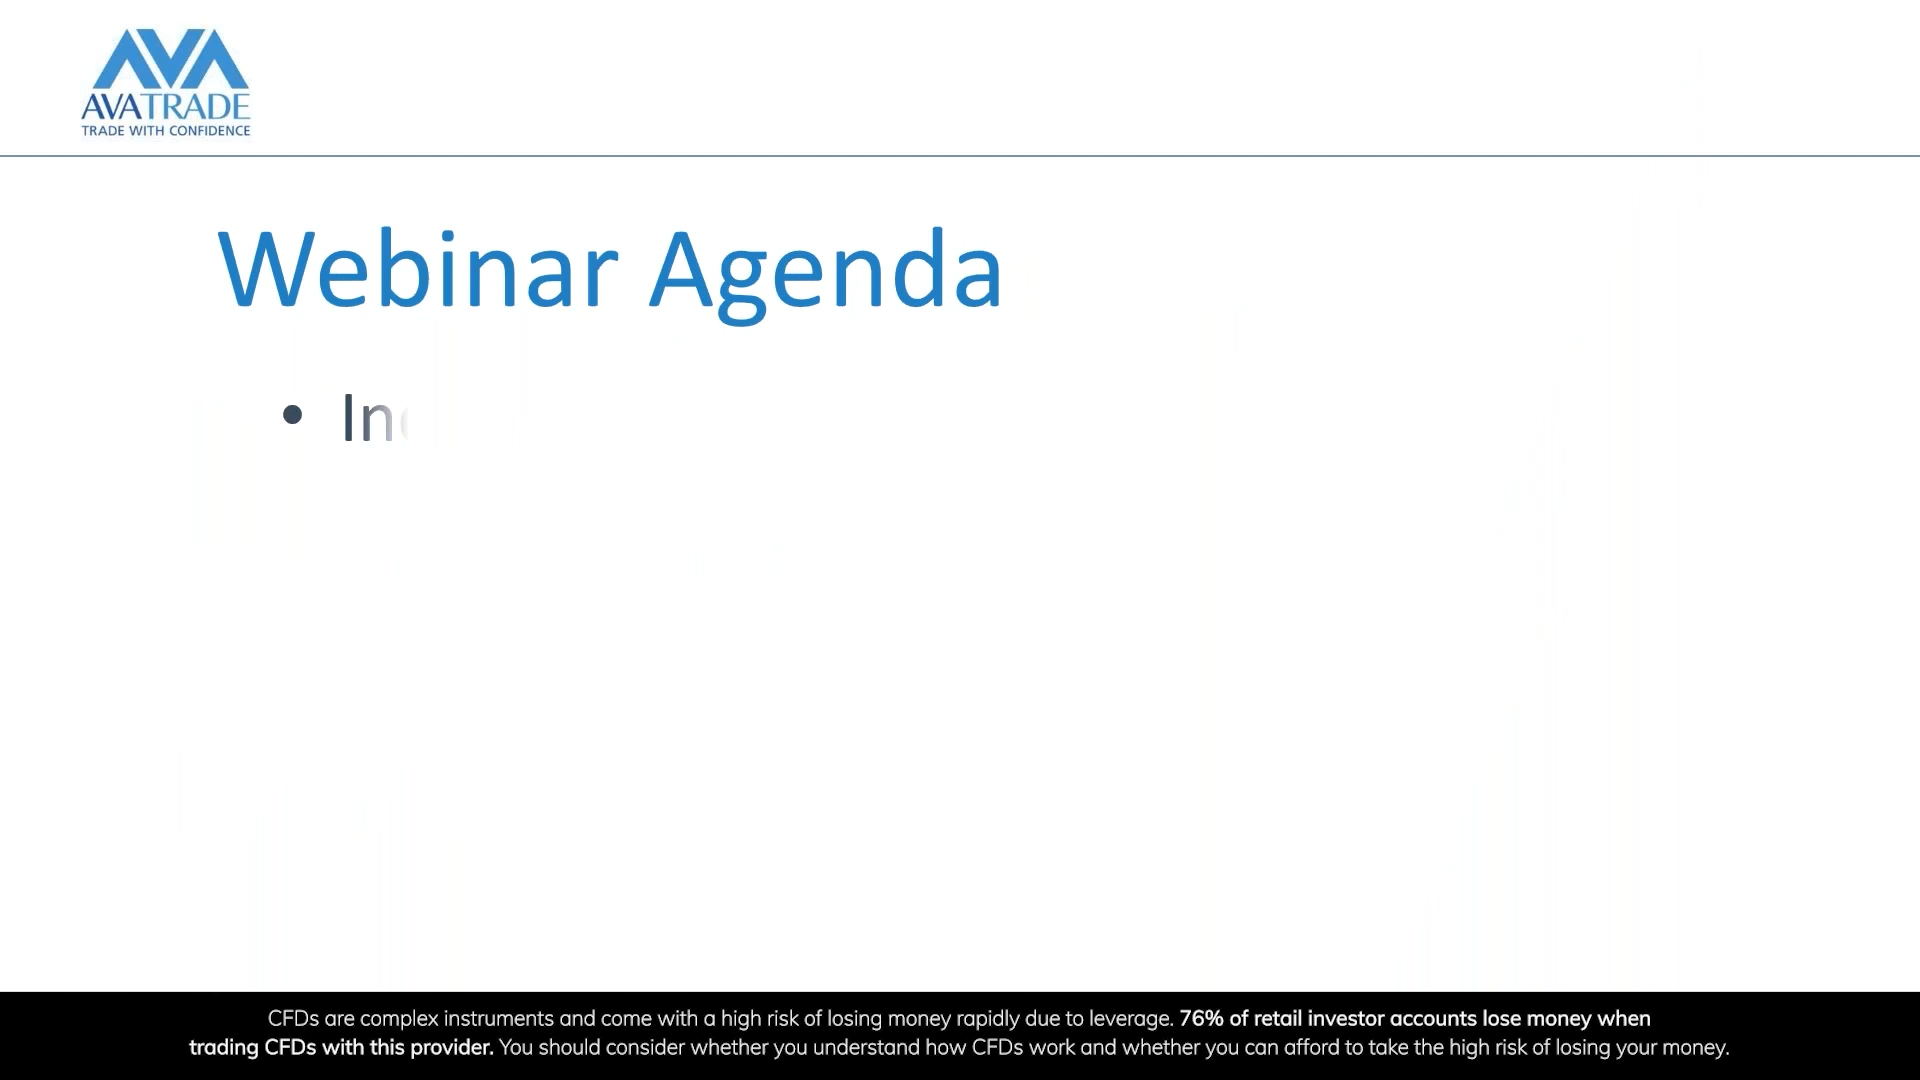 AVATRADE
TRADE WITH CONFIDENCE
Webinar Agenda
• In
CFDs are complex instruments and come with a high risk of losing money rapidly due to leverage. 76% of retail investor accounts lose money when
trading CFDs with this provider. You should consider whether you understand how CFDs work and whether you can afford to take the high risk of losing your money.